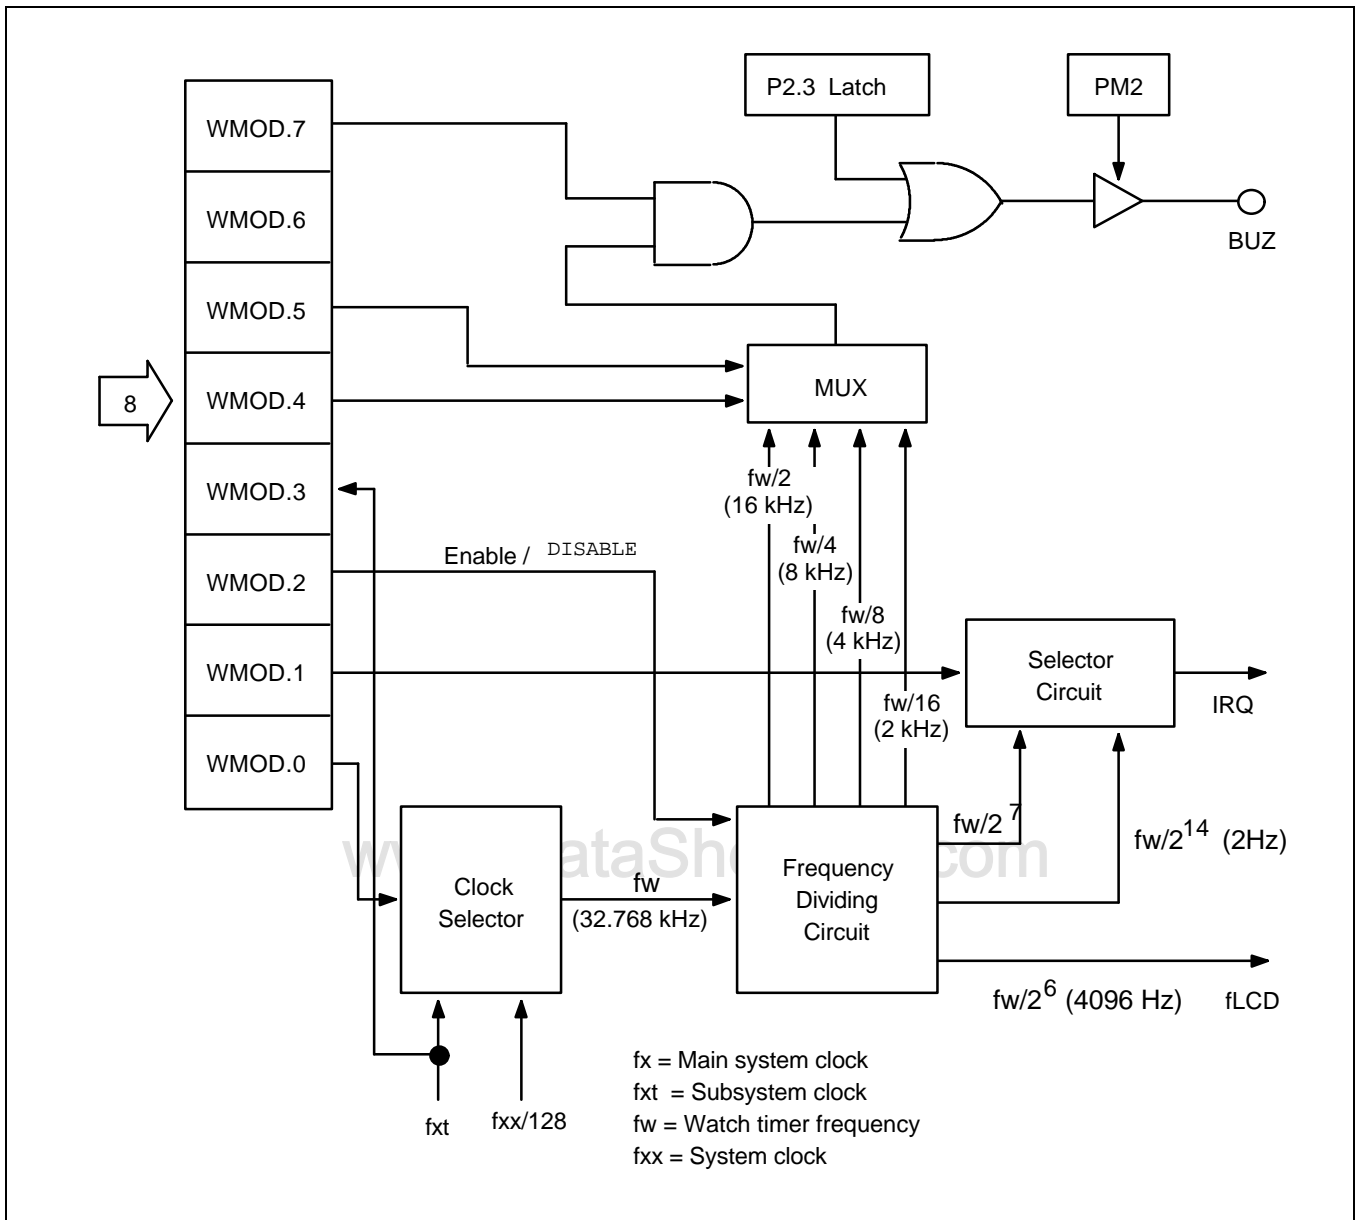 P2.3 Latch
PM2
WMOD.7
WMOD.6
WMOD.5
WMOD.4
WMOD.3
WMOD.2
WMOD.1
WMOD.0
8
BUZ
MUX
fw/2
(16 kHz)
fw/4
(8 kHz)
fw/8
(4 kHz)
fw/16
(2 kHz)
Enable / DISABLE
Selector
Circuit
IRQ
Clock
Selector
fw
(32.768 kHz)
Frequency
Dividing
Circuit
fw/2^7
fw/2^14 (2Hz)
fw/2^6 (4096 Hz)
fLCD
fxt
fxx/128
fx = Main system clock
fxt = Subsystem clock
fw = Watch timer frequency
fxx = System clock